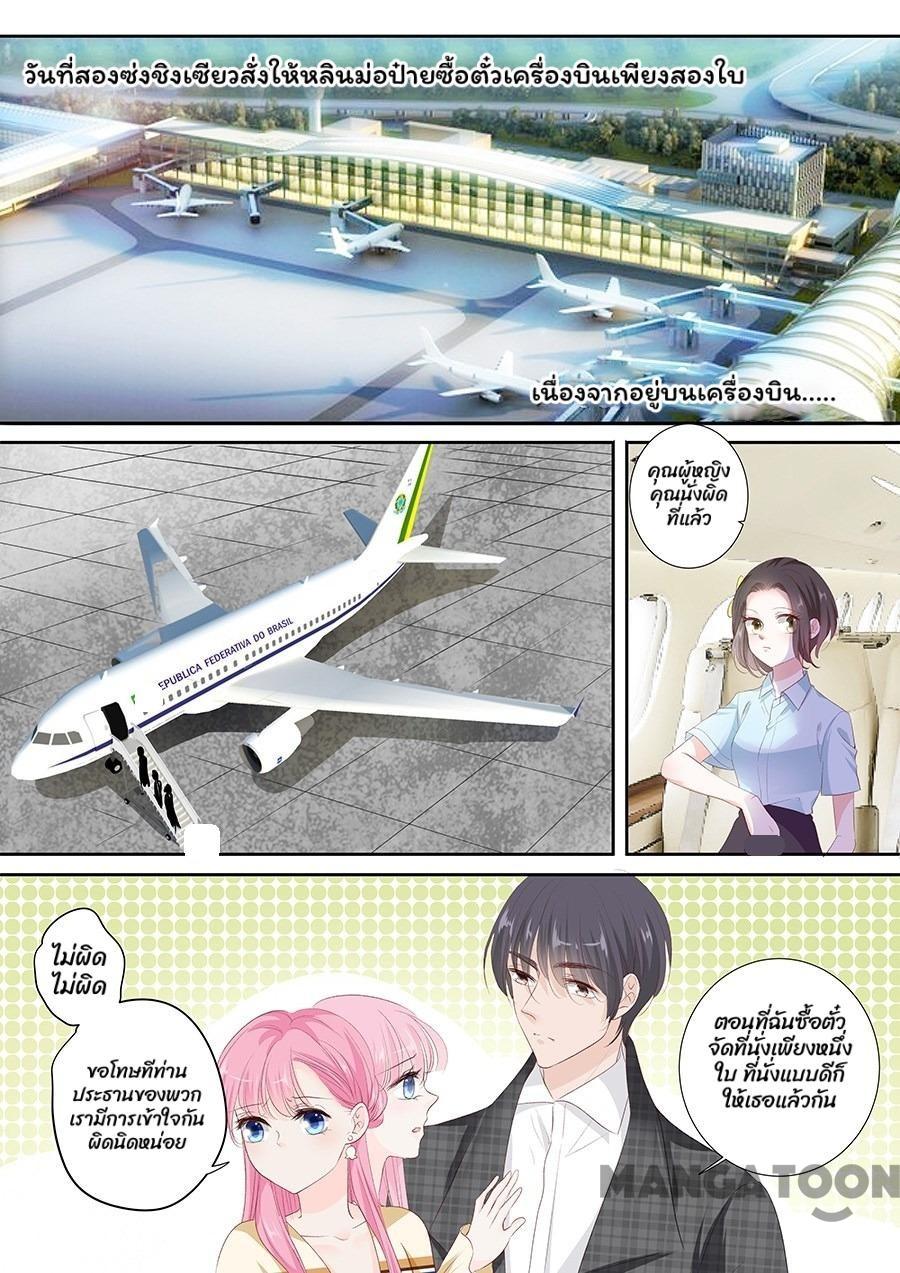 วันที่สองซ่งชิงเซียวสั่งให้หลินม่อป๋ายซื้อตั๋วเครื่องบินเพียงสองใบ
เนื่องจากอยู่บนเครื่องบิน.....
EPUBLICA FEDERATIVA DO BRASIL
คุณผู้หญิง
คุณนั่งผิด
ที่แล้ว
ไม่ผิด
ไม่ผิด
ขอโทษทีท่าน
ประธานของพวก
เรามีการเข้าใจกัน
ผิดนิดหน่อย
ตอนที่ฉันซื้อตั๋ว
จัดที่นั่งเพียงหนึ่ง
ใบ ที่นั่งแบบดีก็
ให้เธอแล้วกัน
MANGATOON